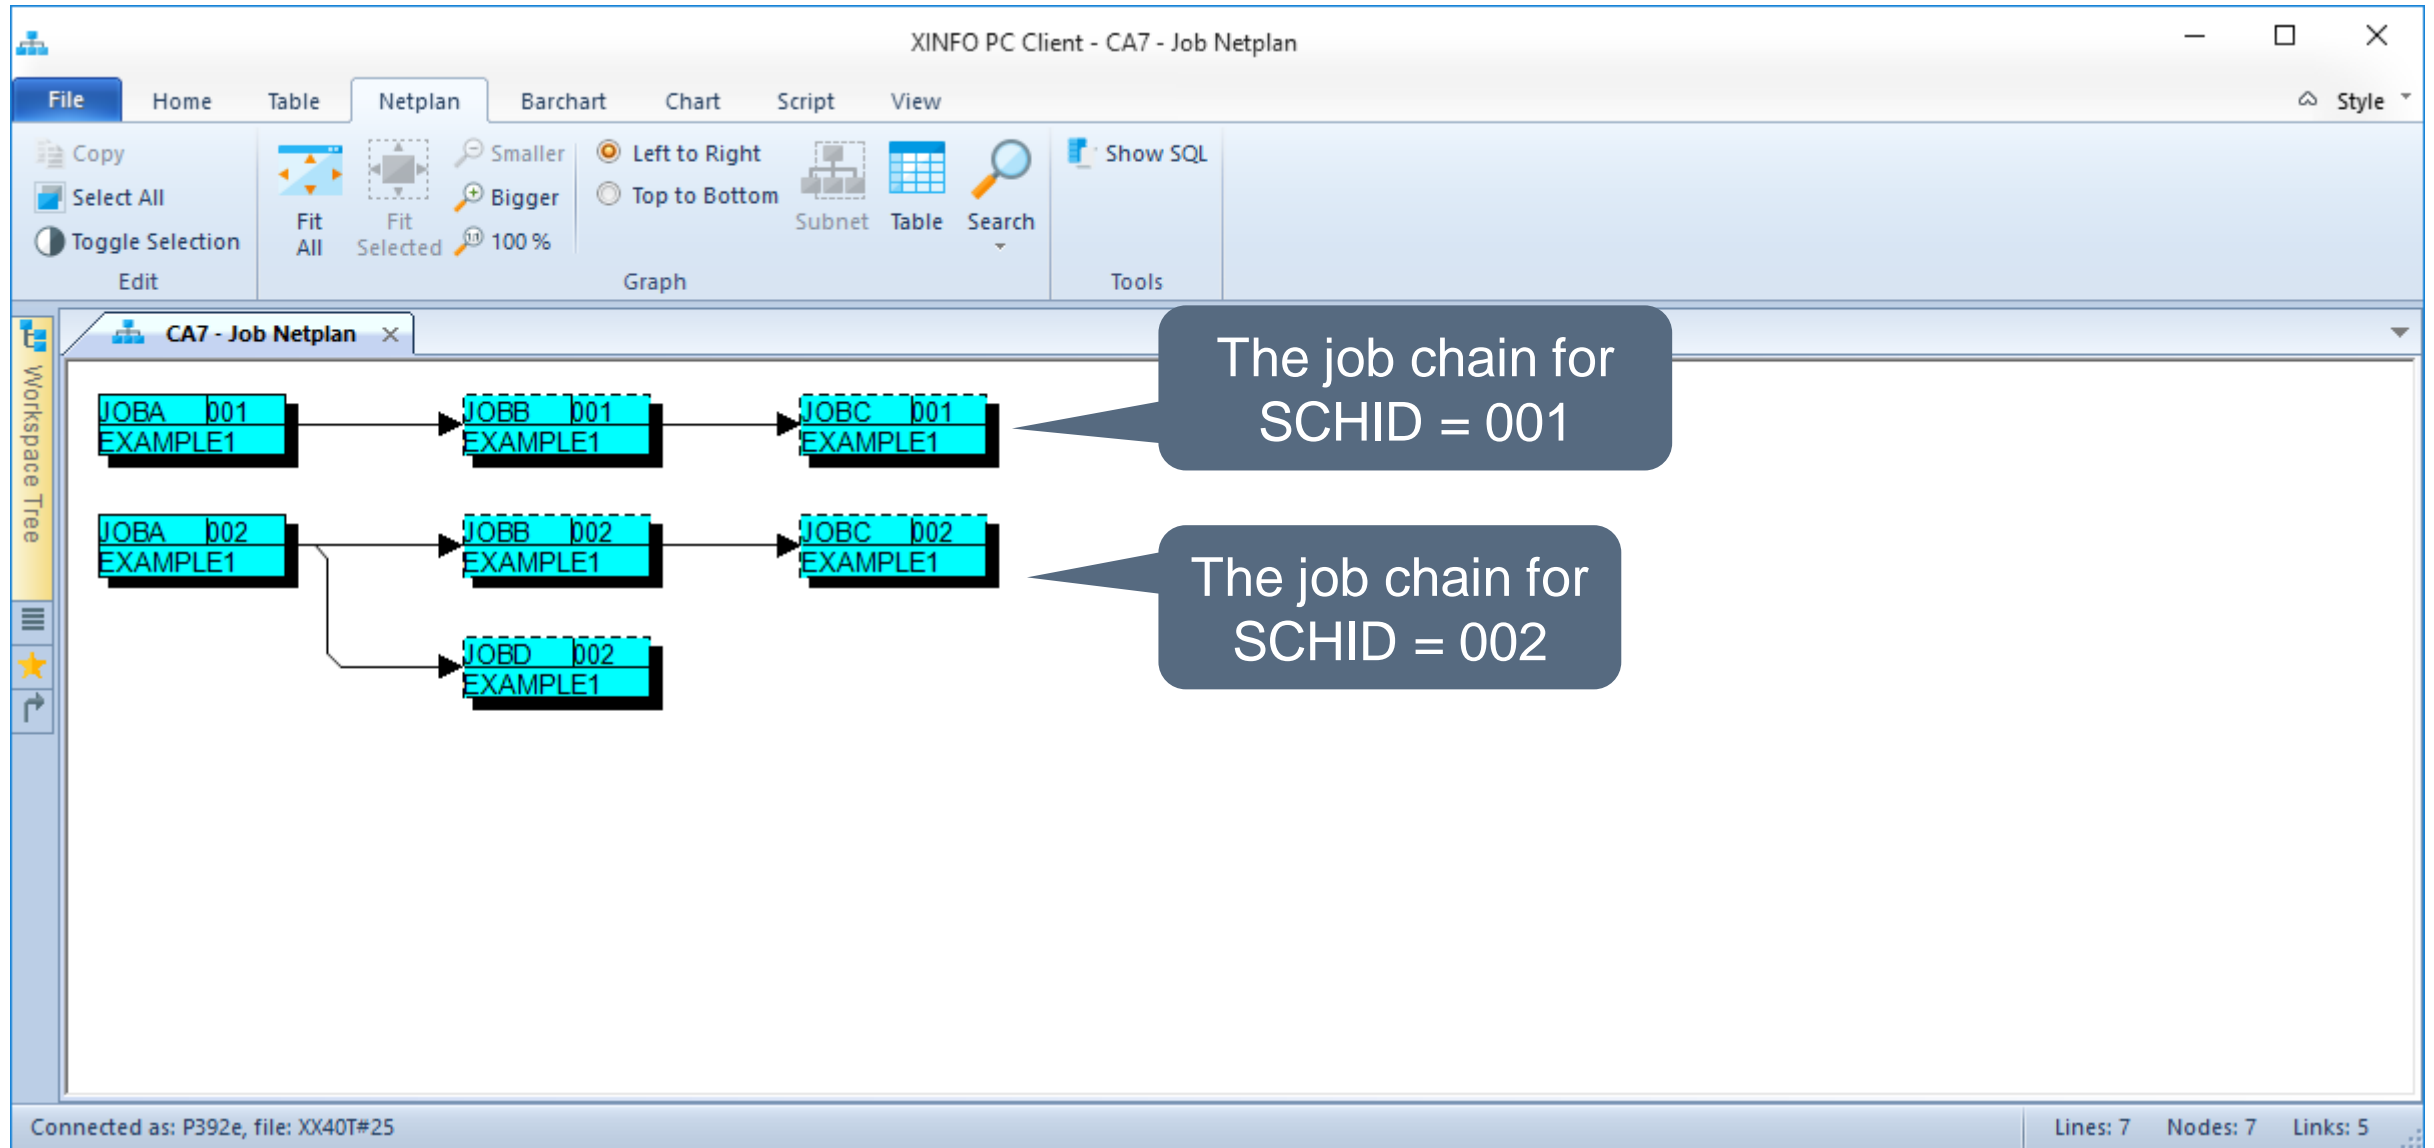 XINFO PC Client - CA7 - Job Netplan
File Home Table Netplan Barchart Chart Script View Style
Copy
Select All
Toggle Selection
Edit
Fit All
Fit Selected
Smaller
Bigger
100 %
Left to Right
Top to Bottom
Subnet
Table
Search
Graph
Show SQL
Tools
Workspace Tree
CA7 - Job Netplan
JOBA 001
EXAMPLE1
JOBB 001
EXAMPLE1
JOBC 001
EXAMPLE1
The job chain for
SCHID = 001
JOBA 002
EXAMPLE1
JOBB 002
EXAMPLE1
JOBC 002
EXAMPLE1
The job chain for
SCHID = 002
JOBD 002
EXAMPLE1
Connected as: P392e, file: XX40T#25
Lines: 7 Nodes: 7 Links: 5